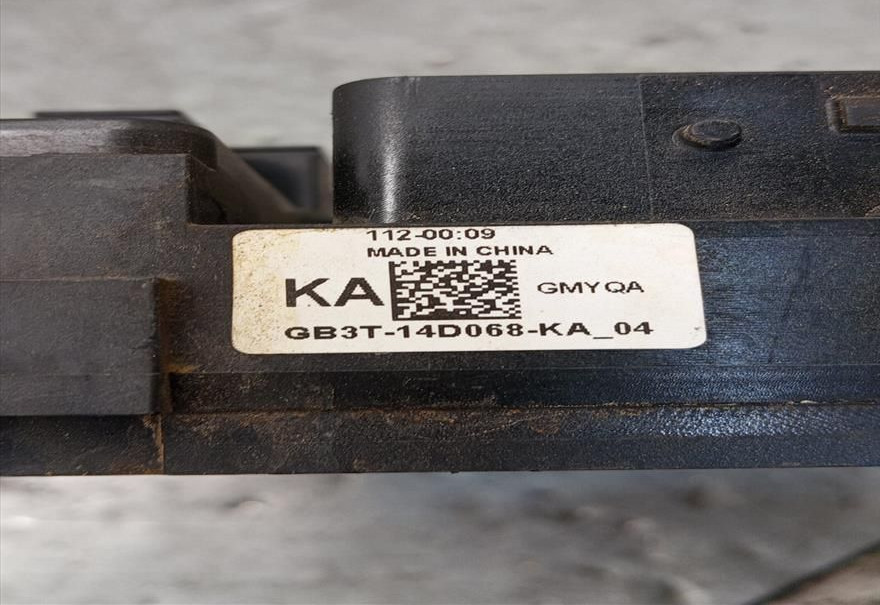 112-00:09
MADE IN CHINA
KA
GMYQA
GB3T-14D068-KA_04